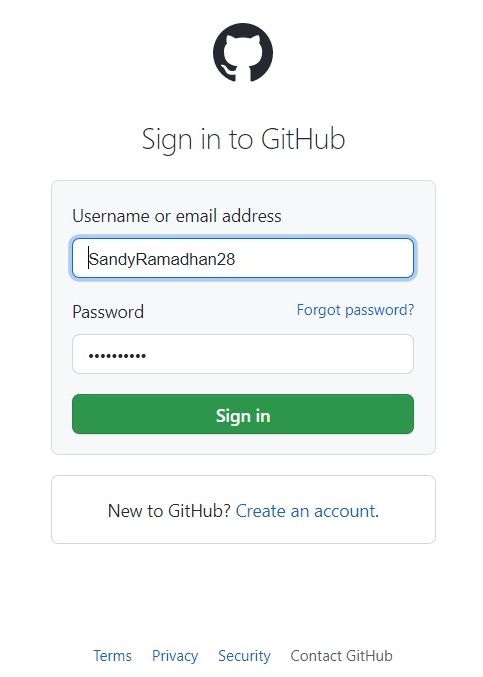 Sign in to GitHub
Username or email address
SandyRamadhan28
Password Forgot password?
••••••••••
Sign in
New to GitHub? Create an account.
Terms Privacy Security Contact GitHub